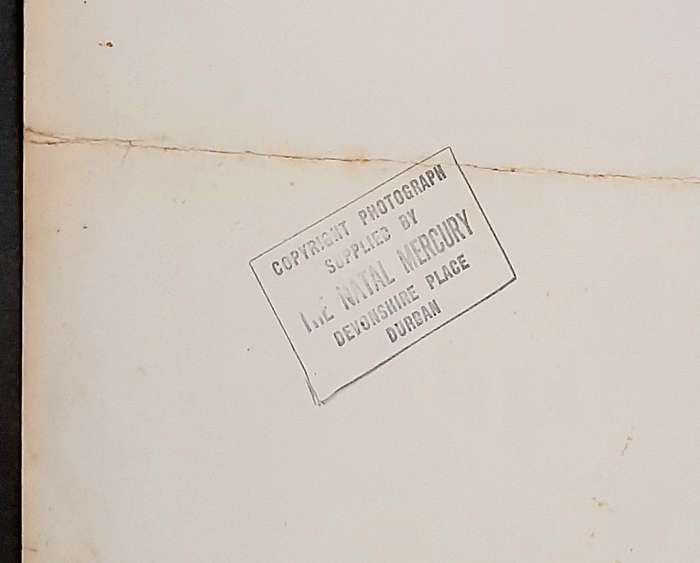 COPYRIGHT PHOTOGRAPH
SUPPLIED BY
THE NATAL MERCURY
DEVONSHIRE PLACE
DURBAN